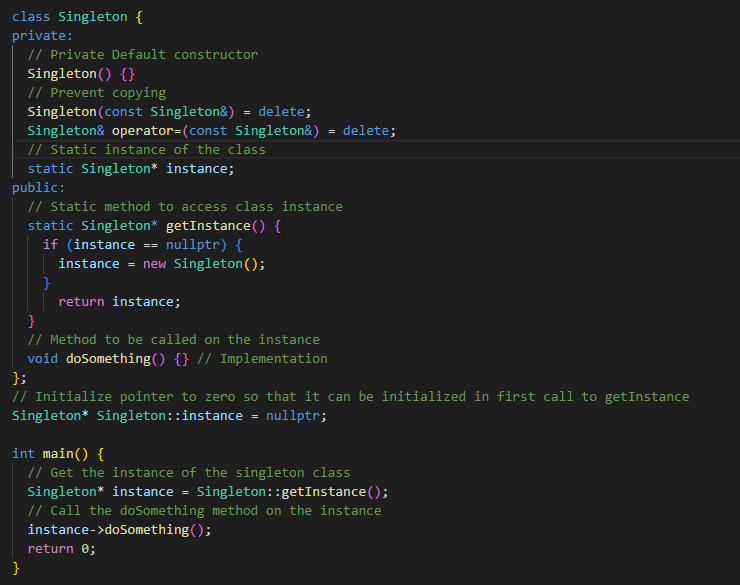 class Singleton {
private:
  // Private Default constructor
  Singleton() {}
  // Prevent copying
  Singleton(const Singleton&) = delete;
  Singleton& operator=(const Singleton&) = delete;
  // Static instance of the class
  static Singleton* instance;
public:
  // Static method to access class instance
  static Singleton* getInstance() {
    if (instance == nullptr) {
      instance = new Singleton();
    }
      return instance;
  }
  // Method to be called on the instance
  void doSomething() {} // Implementation
};
// Initialize pointer to zero so that it can be initialized in first call to getInstance
Singleton* Singleton::instance = nullptr;

int main() {
  // Get the instance of the singleton class
  Singleton* instance = Singleton::getInstance();
  // Call the doSomething method on the instance
  instance->doSomething();
  return 0;
}